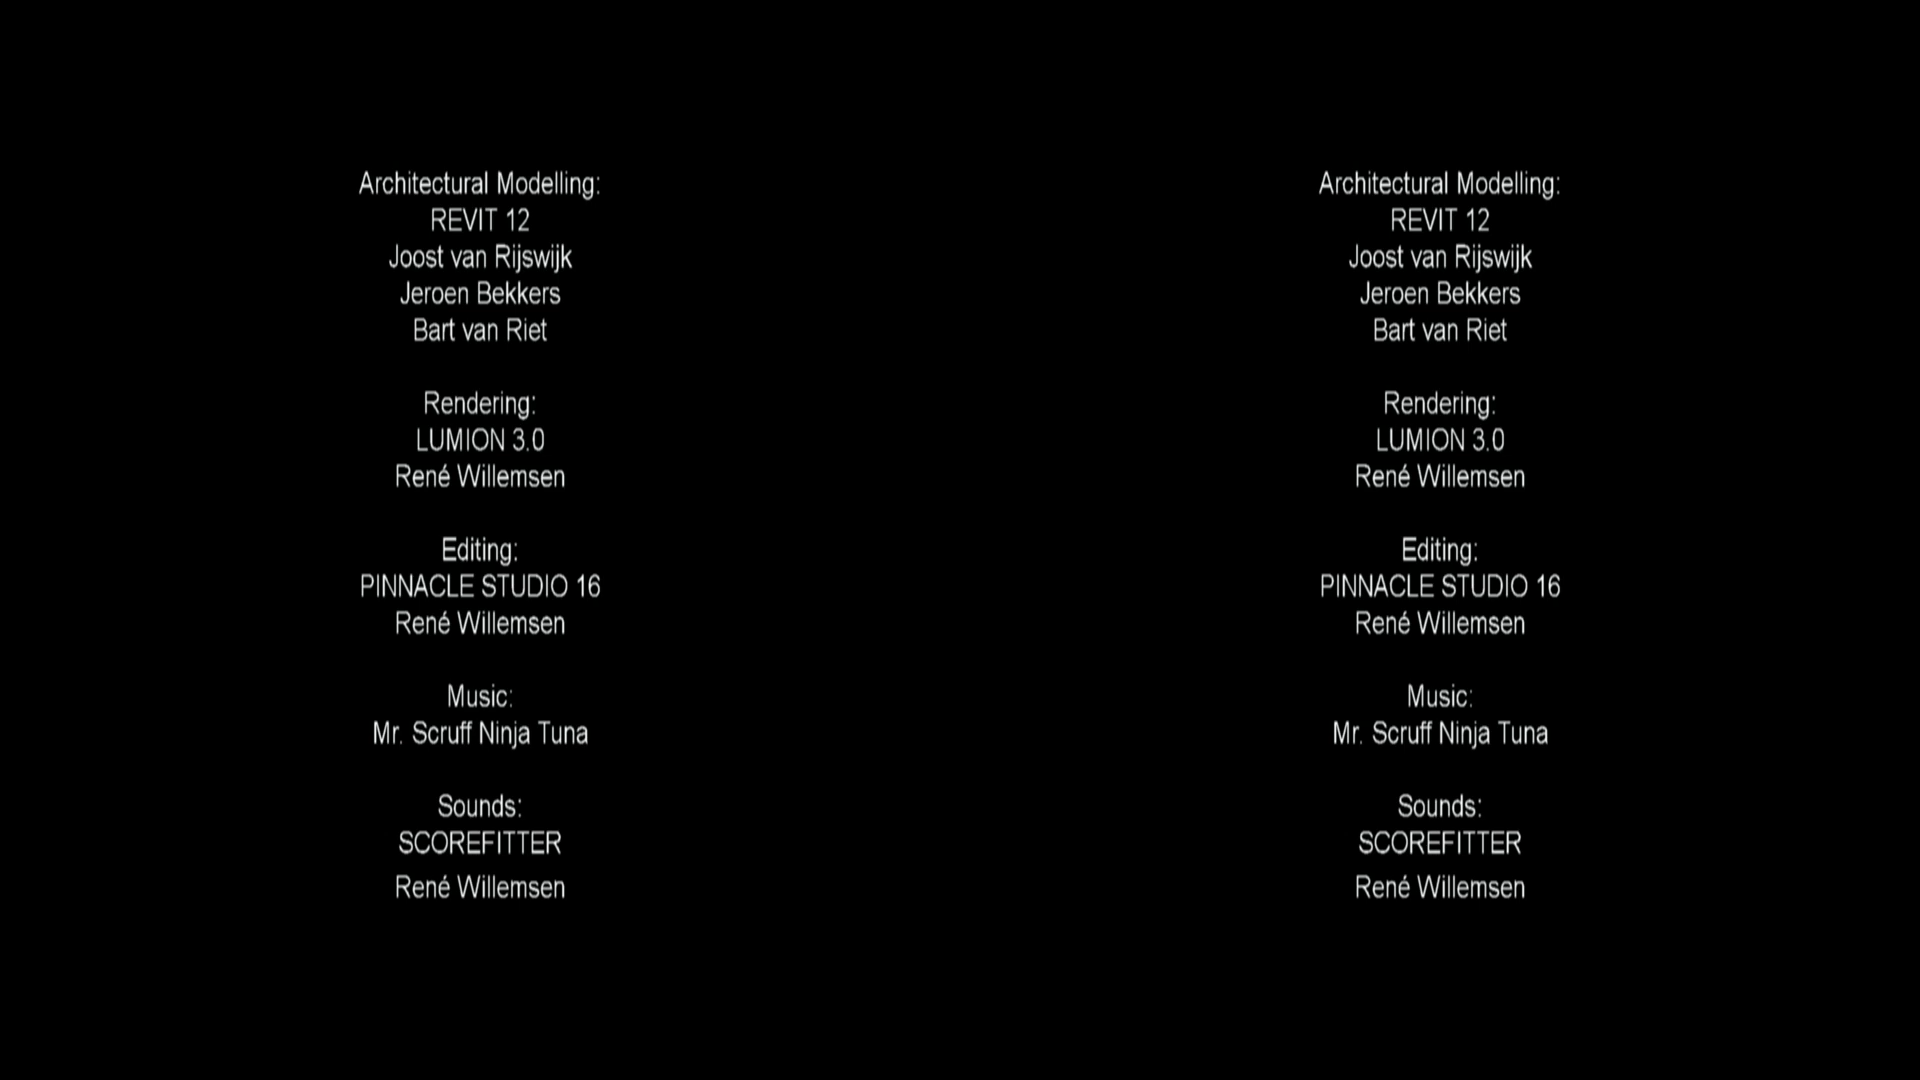 Architectural Modelling:
REVIT 12
Joost van Rijswijk
Jeroen Bekkers
Bart van Riet
Rendering:
LUMION 3.0
René Willemsen
Editing:
PINNACLE STUDIO 16
René Willemsen
Music:
Mr. Scruff Ninja Tuna
Sounds:
SCOREFITTER
René Willemsen
Architectural Modelling:
REVIT 12
Joost van Rijswijk
Jeroen Bekkers
Bart van Riet
Rendering:
LUMION 3.0
René Willemsen
Editing:
PINNACLE STUDIO 16
René Willemsen
Music:
Mr. Scruff Ninja Tuna
Sounds:
SCOREFITTER
René Willemsen